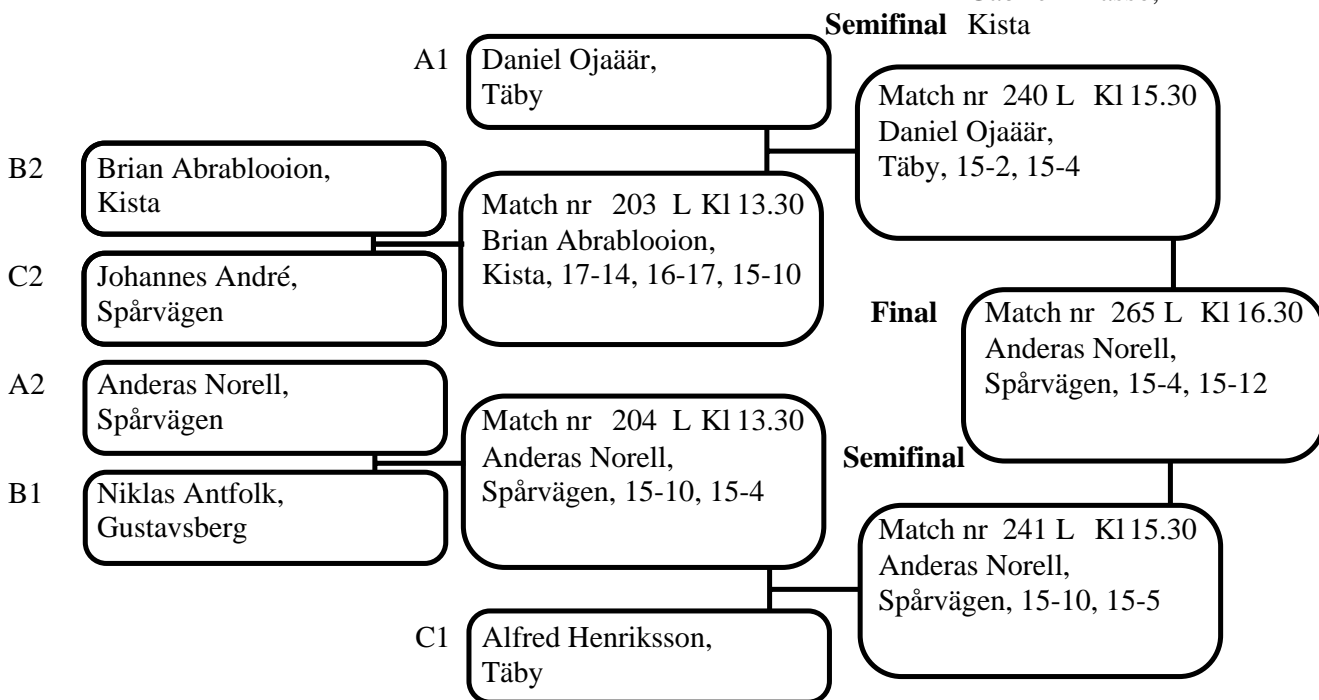 Semifinal Kista
A1 Daniel Ojaäär,
Täby
Match nr 240 L Kl 15.30
Daniel Ojaäär,
Täby, 15-2, 15-4
B2 Brian Abrablooion,
Kista
Match nr 203 L Kl 13.30
Brian Abrablooion,
Kista, 17-14, 16-17, 15-10
C2 Johannes André,
Spårvägen
Final
Match nr 265 L Kl 16.30
Anderas Norell,
Spårvägen, 15-4, 15-12
A2 Anderas Norell,
Spårvägen
Match nr 204 L Kl 13.30
Anderas Norell,
Spårvägen, 15-10, 15-4
Semifinal
B1 Niklas Antfolk,
Gustavsberg
Match nr 241 L Kl 15.30
Anderas Norell,
Spårvägen, 15-10, 15-5
C1 Alfred Henriksson,
Täby